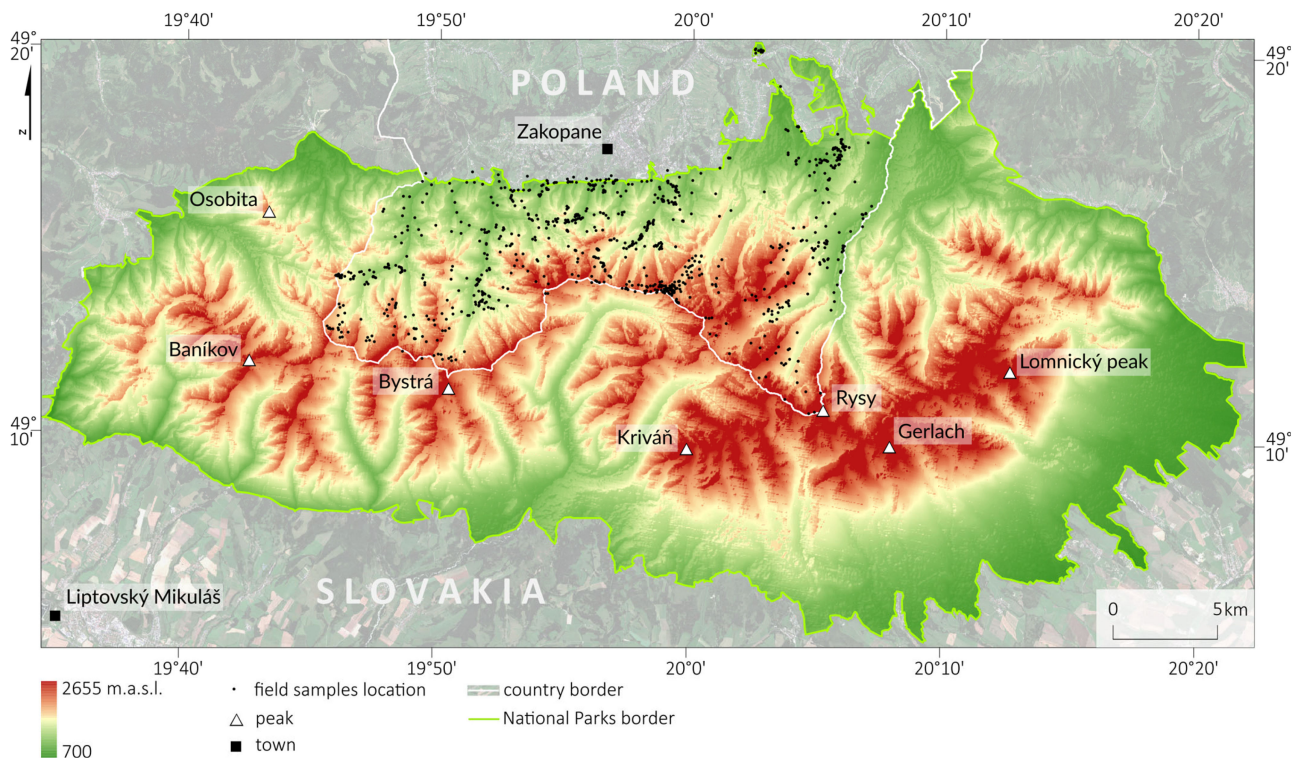 19°40' 19°50' 20°0' 20°10' 20°20'
49°
20'
49°
20'
POLAND
Zakopane
N
Osobita
Baníkov
Bystrá
Lomnický peak
Rysy
Kriváň
Gerlach
49°
10'
49°
10'
SLOVAKIA
Liptovský Mikuláš
0 5km
19°40' 19°50' 20°0' 20°10' 20°20'
2655 m.a.s.l.
700
field samples location
peak
town
country border
National Parks border